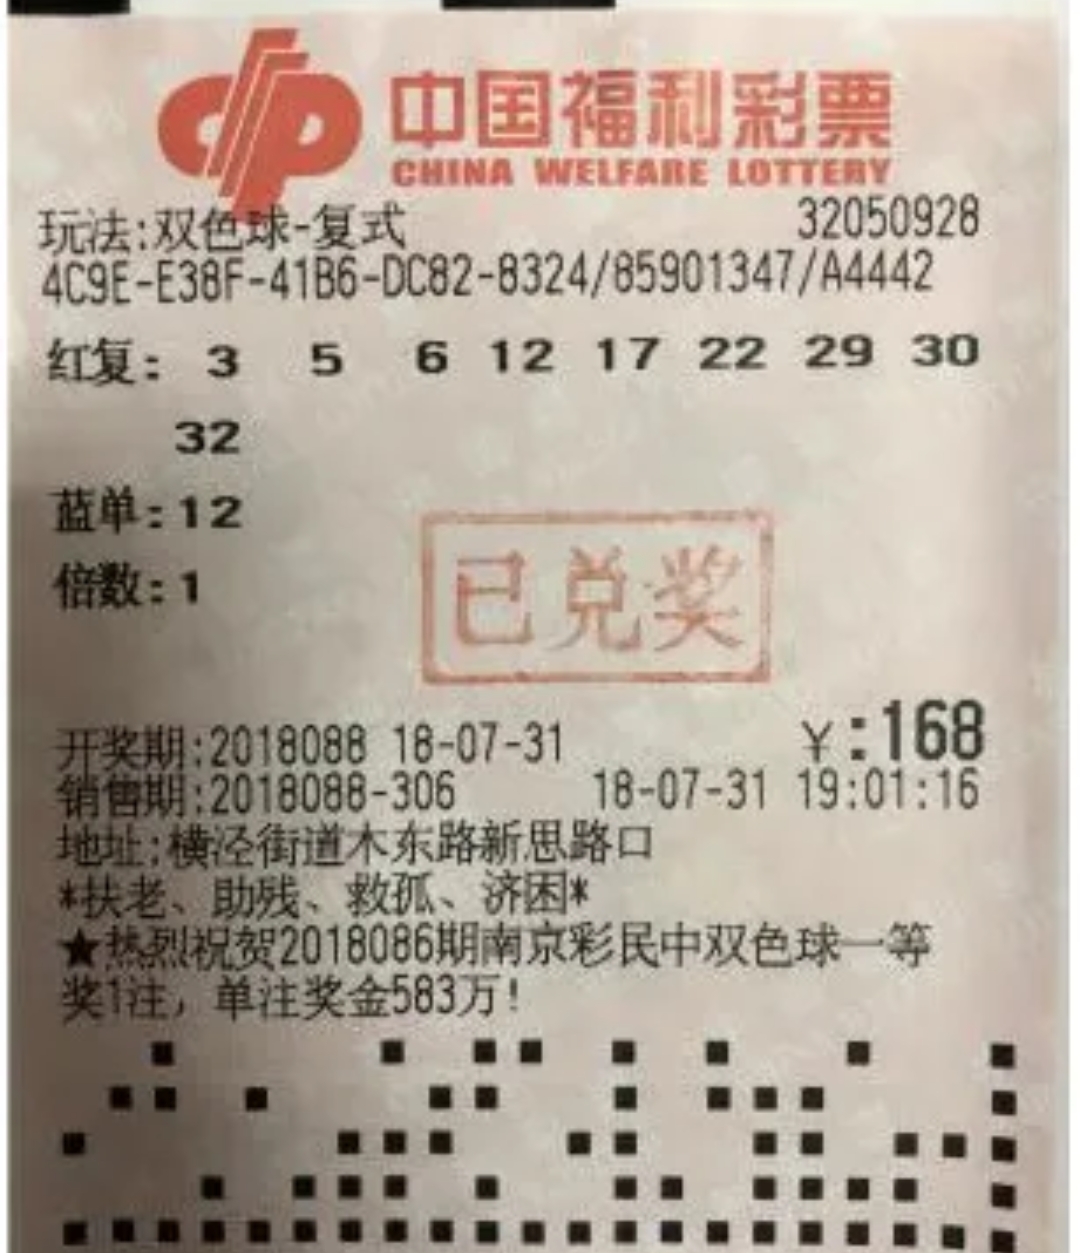 中国福利彩票
CHINA WELFARE LOTTERY
玩法:双色球-复式 32050928
4C9E-E38F-41B6-DC82-8324/85901347/A4442
红复: 3 5 6 12 17 22 29 30
32
蓝单:12
倍数:1
已兑奖
开奖期:2018088 18-07-31 ¥:168
销售期:2018088-306 18-07-31 19:01:16
地址:横泾街道木东路新思路口
*扶老、助残、救孤、济困*
★热烈祝贺2018086期南京彩民中双色球一等
奖1注，单注奖金583万!